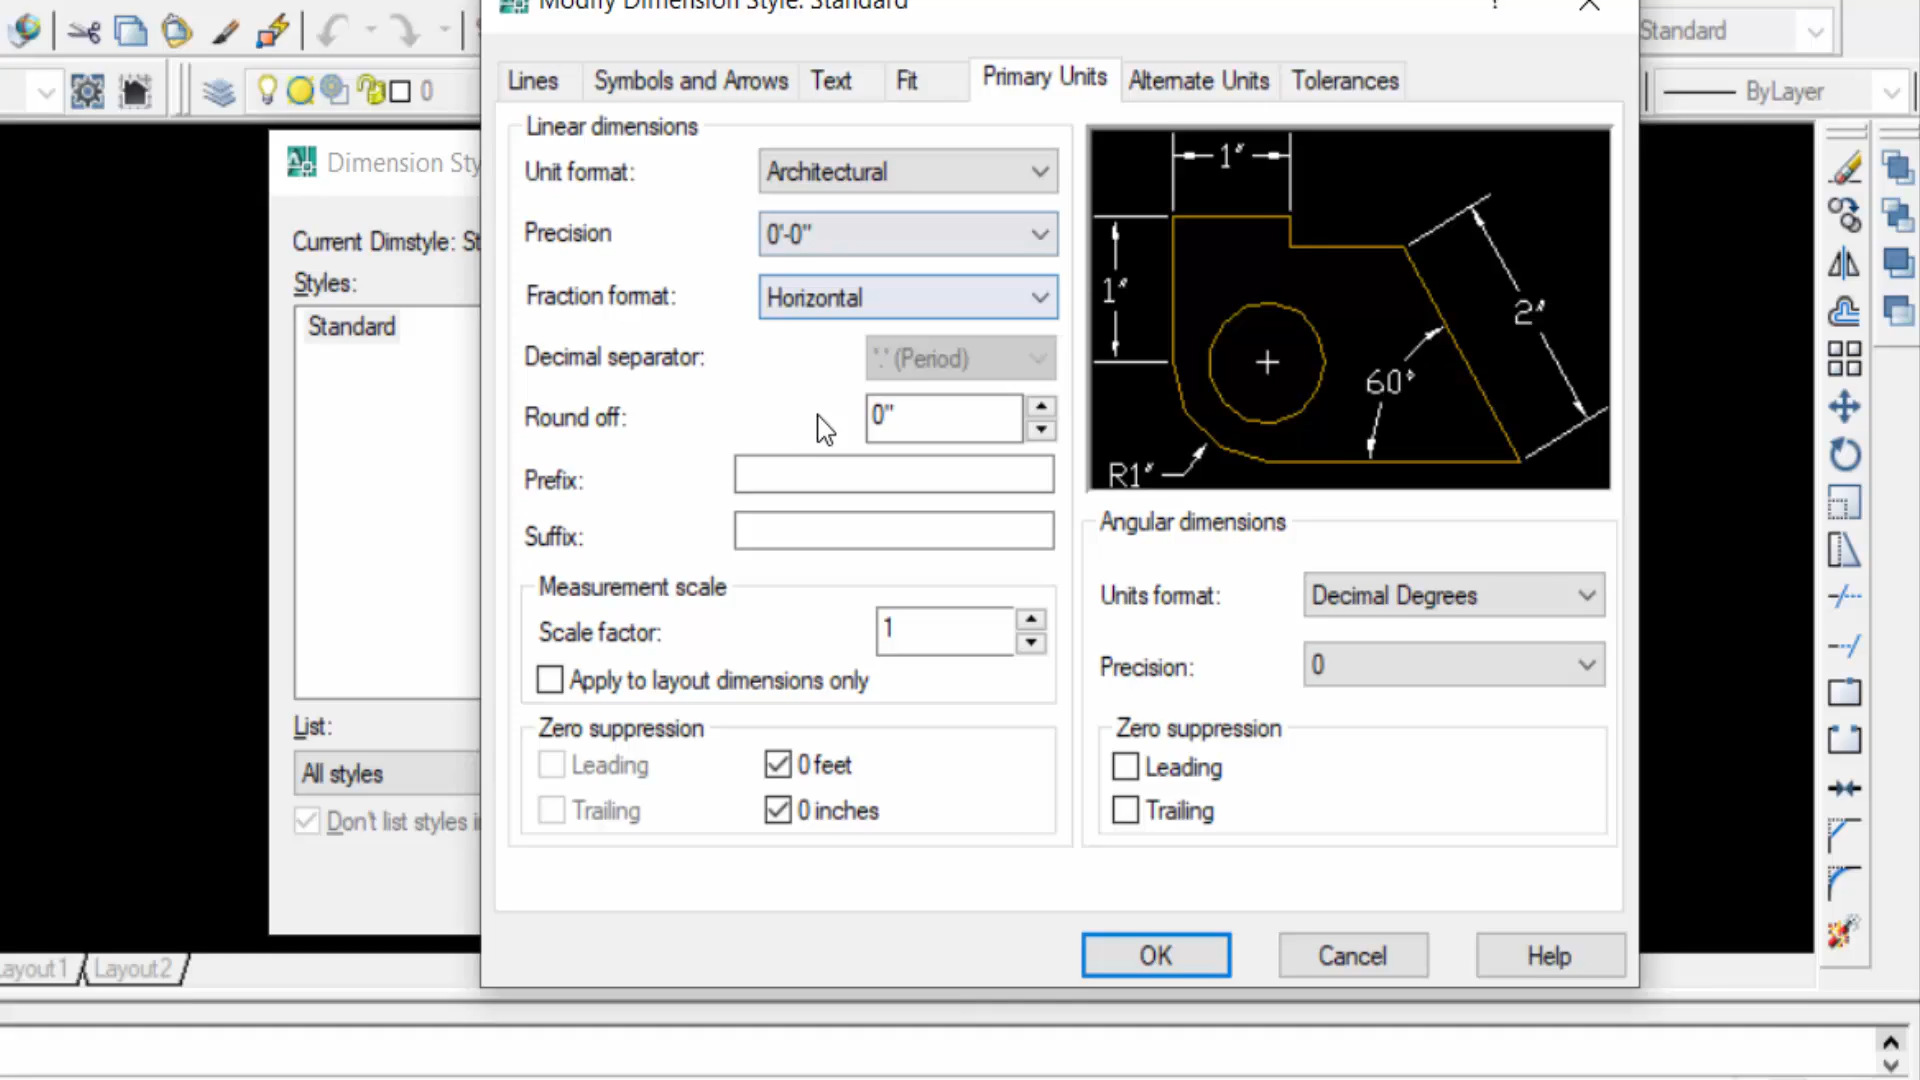 Modify Dimension Style: Standard
Standard
0
ByLayer
Lines
Symbols and Arrows
Text
Fit
Primary Units
Alternate Units
Tolerances
Dimension Sty
Current Dimstyle: St
Styles:
Standard
List:
All styles
Don't list styles i
Linear dimensions
Unit format:
Architectural
Precision
0'-0"
Fraction format:
Horizontal
Decimal separator:
'.' (Period)
Round off:
0"
Prefix:
Suffix:
Measurement scale
Scale factor:
1
Apply to layout dimensions only
Zero suppression
Leading
0 feet
Trailing
0 inches
1"
1"
2"
60°
R1"
Angular dimensions
Units format:
Decimal Degrees
Precision:
0
Zero suppression
Leading
Trailing
OK
Cancel
Help
ayout1
Layout2